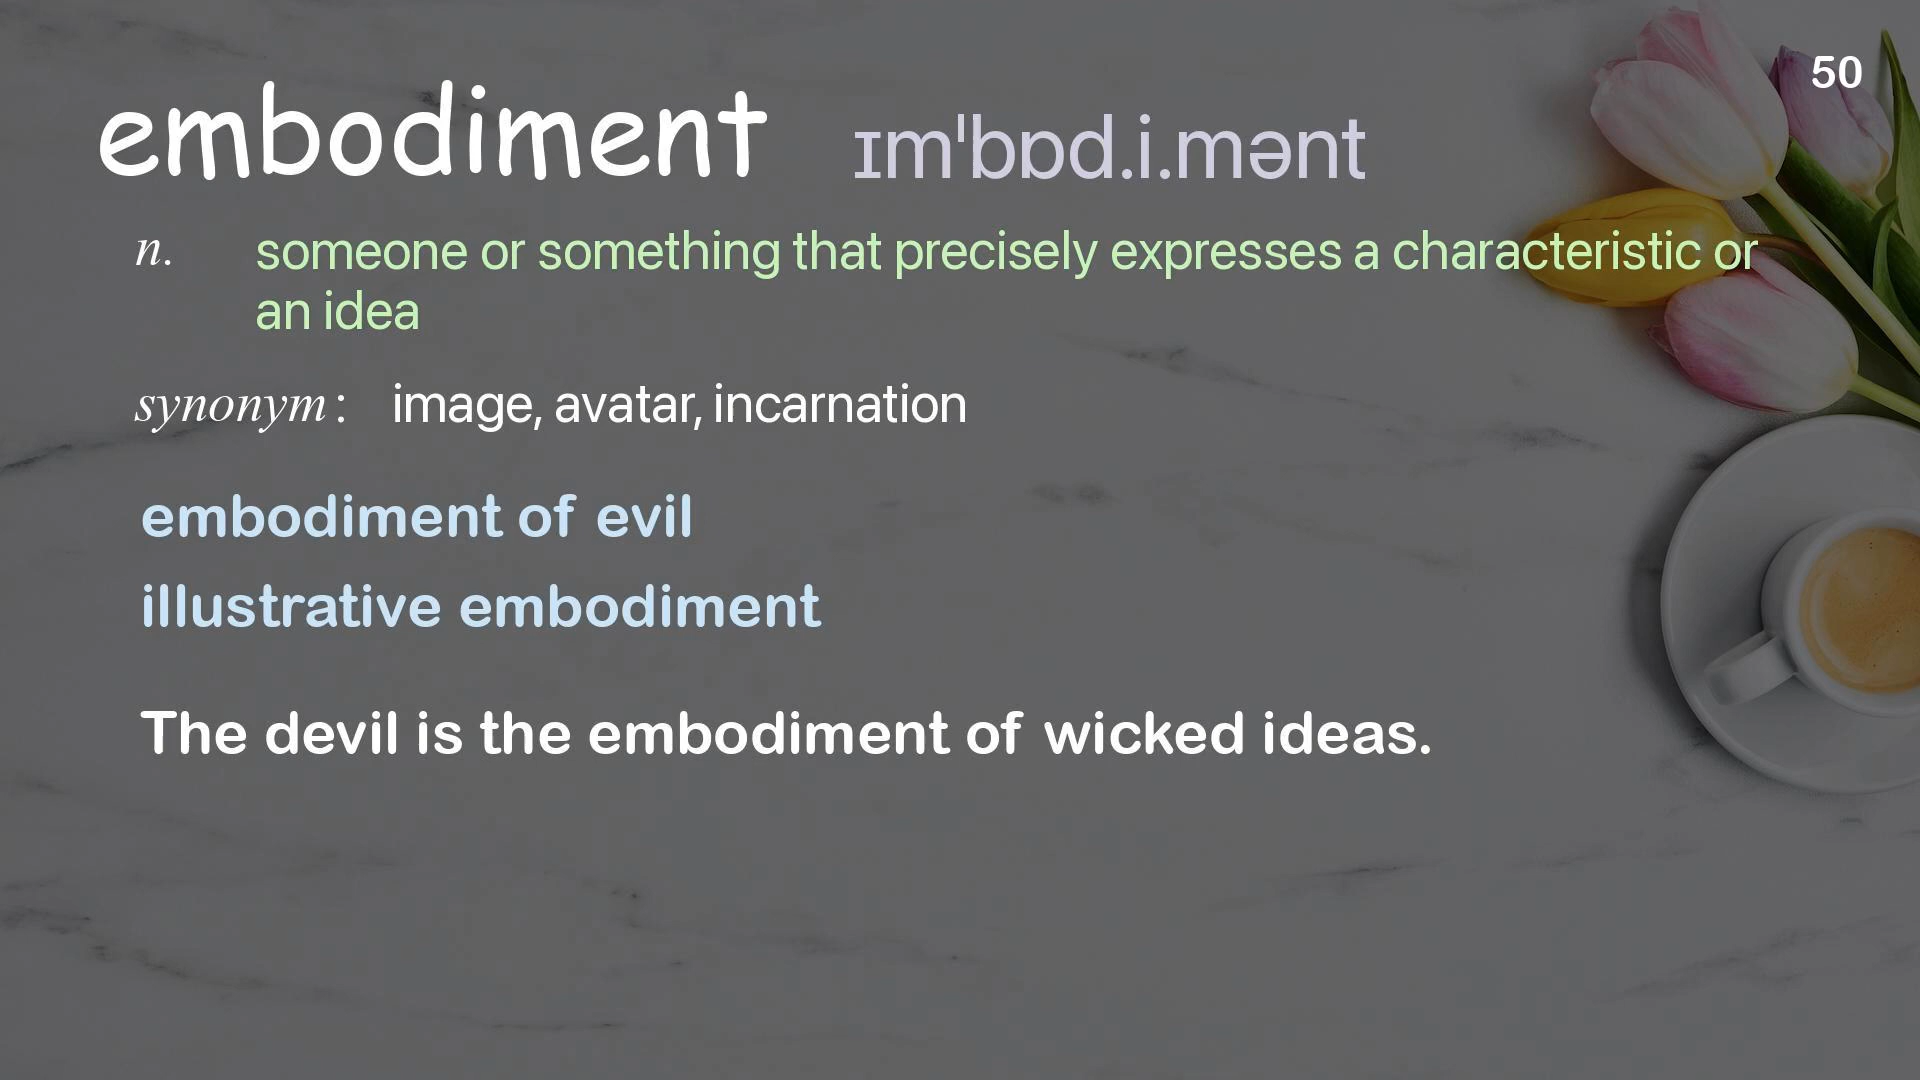 50
embodiment ɪmˈbɒd.i.mənt
n. someone or something that precisely expresses a characteristic or
an idea
synonym: image, avatar, incarnation
embodiment of evil
illustrative embodiment
The devil is the embodiment of wicked ideas.